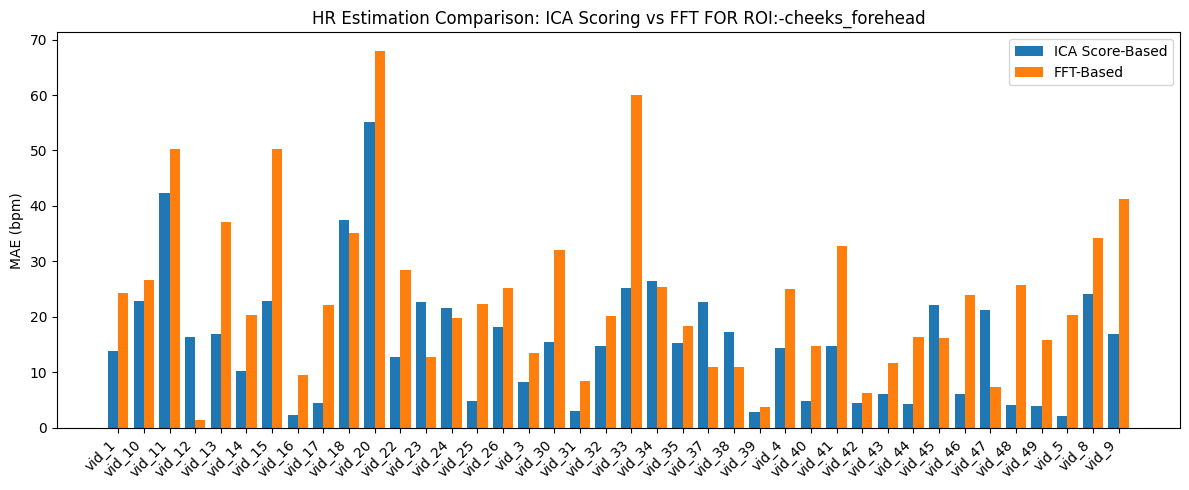 HR Estimation Comparison: ICA Scoring vs FFT FOR ROI:-cheeks_forehead
ICA Score-Based
FFT-Based
MAE (bpm)
70
60
50
40
30
20
10
0
vid_1
vid_10
vid_11
vid_12
vid_13
vid_14
vid_15
vid_16
vid_17
vid_18
vid_20
vid_22
vid_23
vid_24
vid_25
vid_26
vid_3
vid_30
vid_31
vid_32
vid_33
vid_34
vid_35
vid_37
vid_38
vid_39
vid_4
vid_40
vid_41
vid_42
vid_43
vid_44
vid_45
vid_46
vid_47
vid_48
vid_49
vid_5
vid_8
vid_9